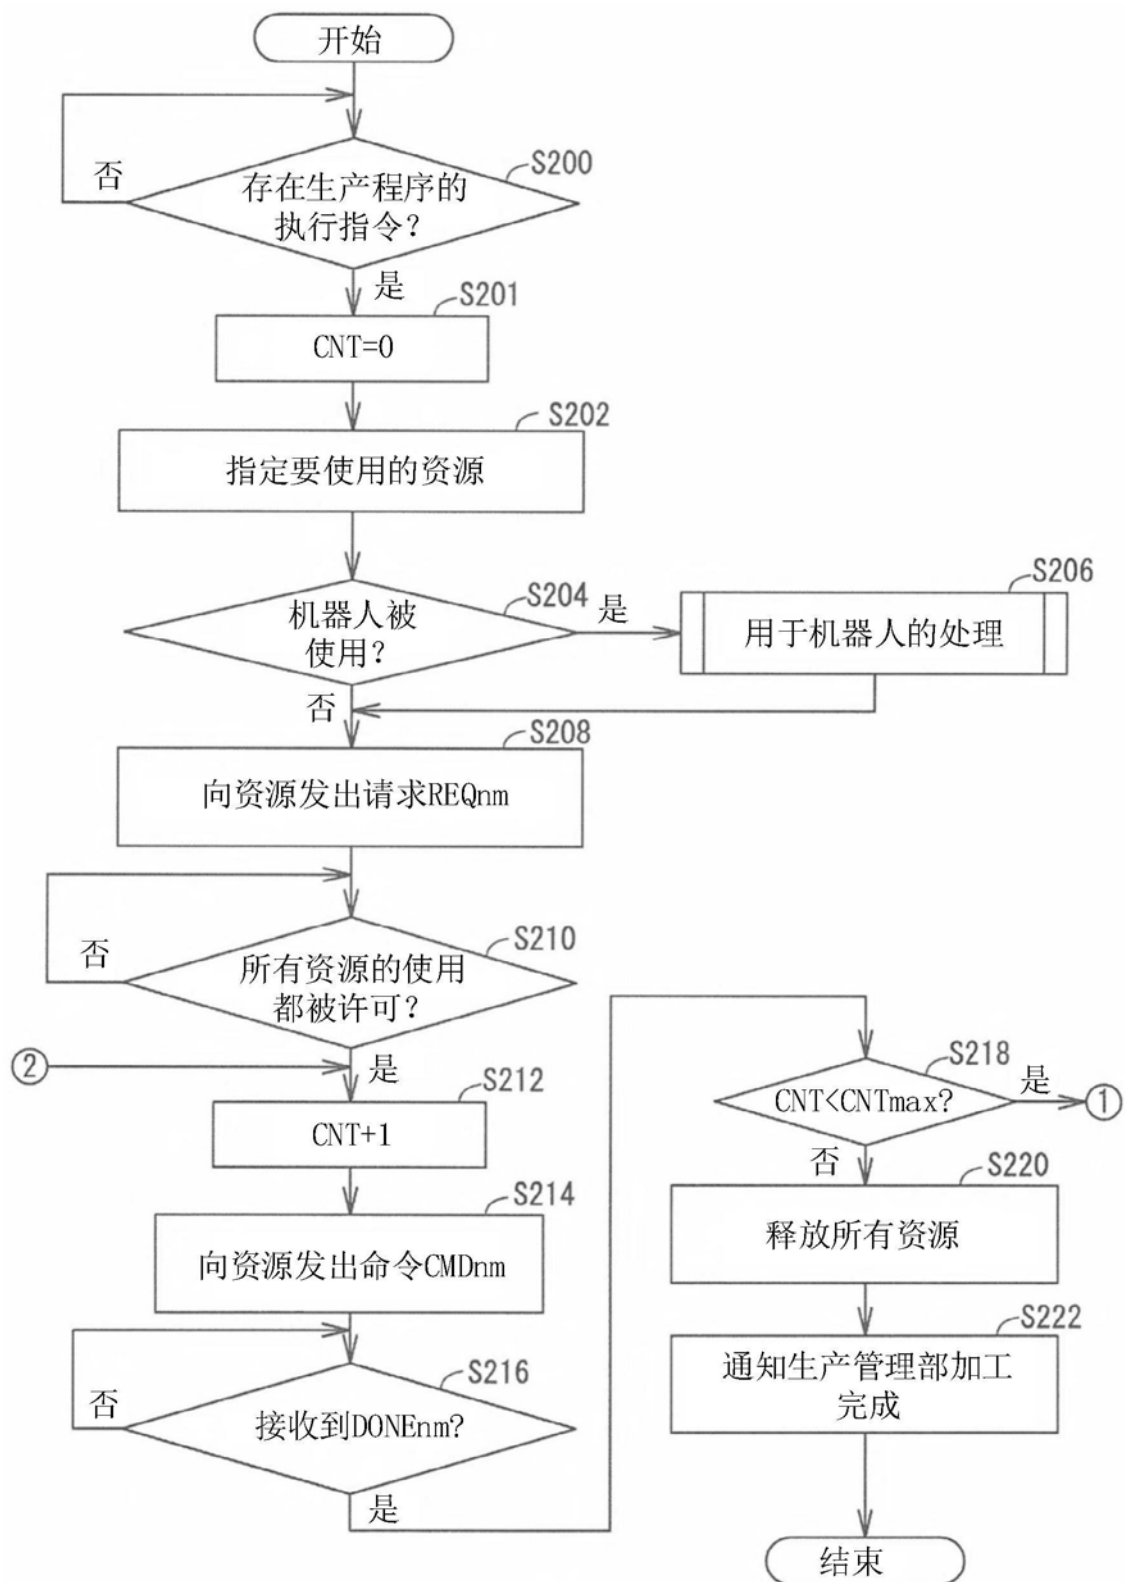 开始
否
S200
存在生产程序的
执行指令?
是
S201
CNT=0
S202
指定要使用的资源
S204
机器人被
使用?
是
S206
用于机器人的处理
否
S208
向资源发出请求REQnm
否
S210
所有资源的使用
都被许可?
②
是
S212
CNT+1
S214
向资源发出命令CMDnm
否
S216
接收到DONEnm?
是
S218
CNT<CNTmax?
是
①
否
S220
释放所有资源
S222
通知生产管理部加工
完成
结束